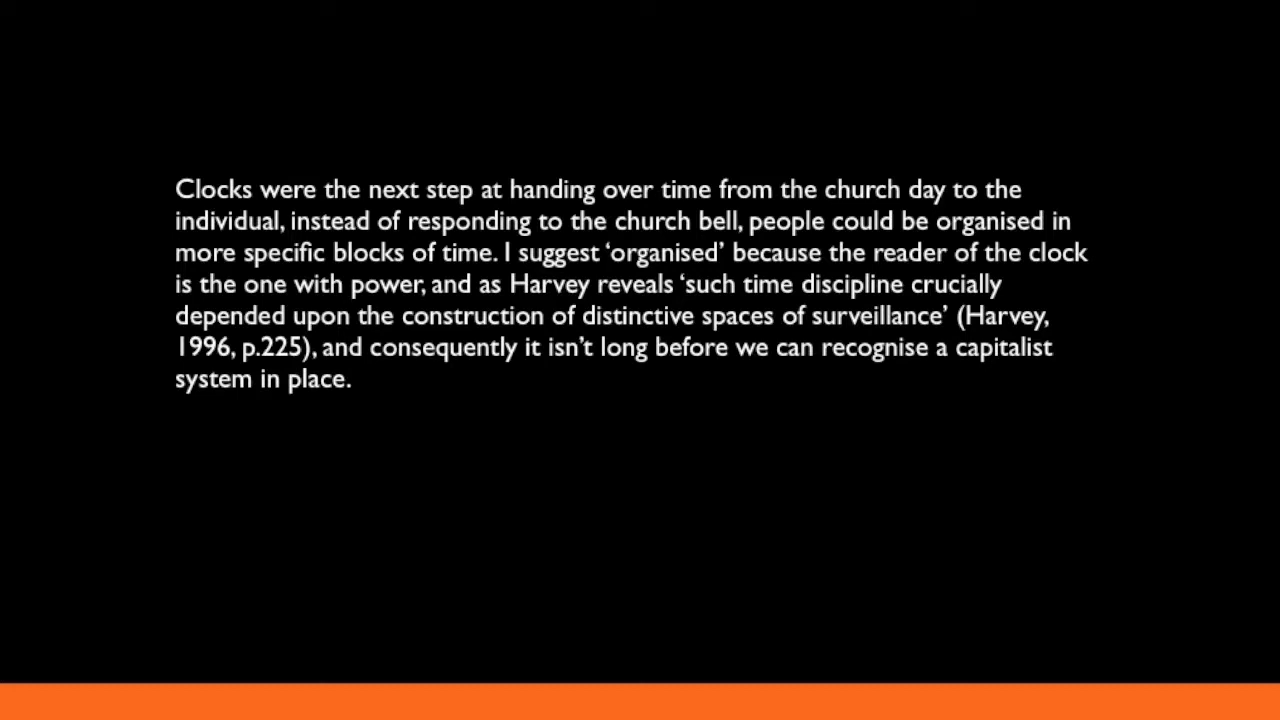 Clocks were the next step at handing over time from the church day to the
individual, instead of responding to the church bell, people could be organised in
more specific blocks of time. I suggest ‘organised’ because the reader of the clock
is the one with power, and as Harvey reveals ‘such time discipline crucially
depended upon the construction of distinctive spaces of surveillance’ (Harvey,
1996, p.225), and consequently it isn’t long before we can recognise a capitalist
system in place.